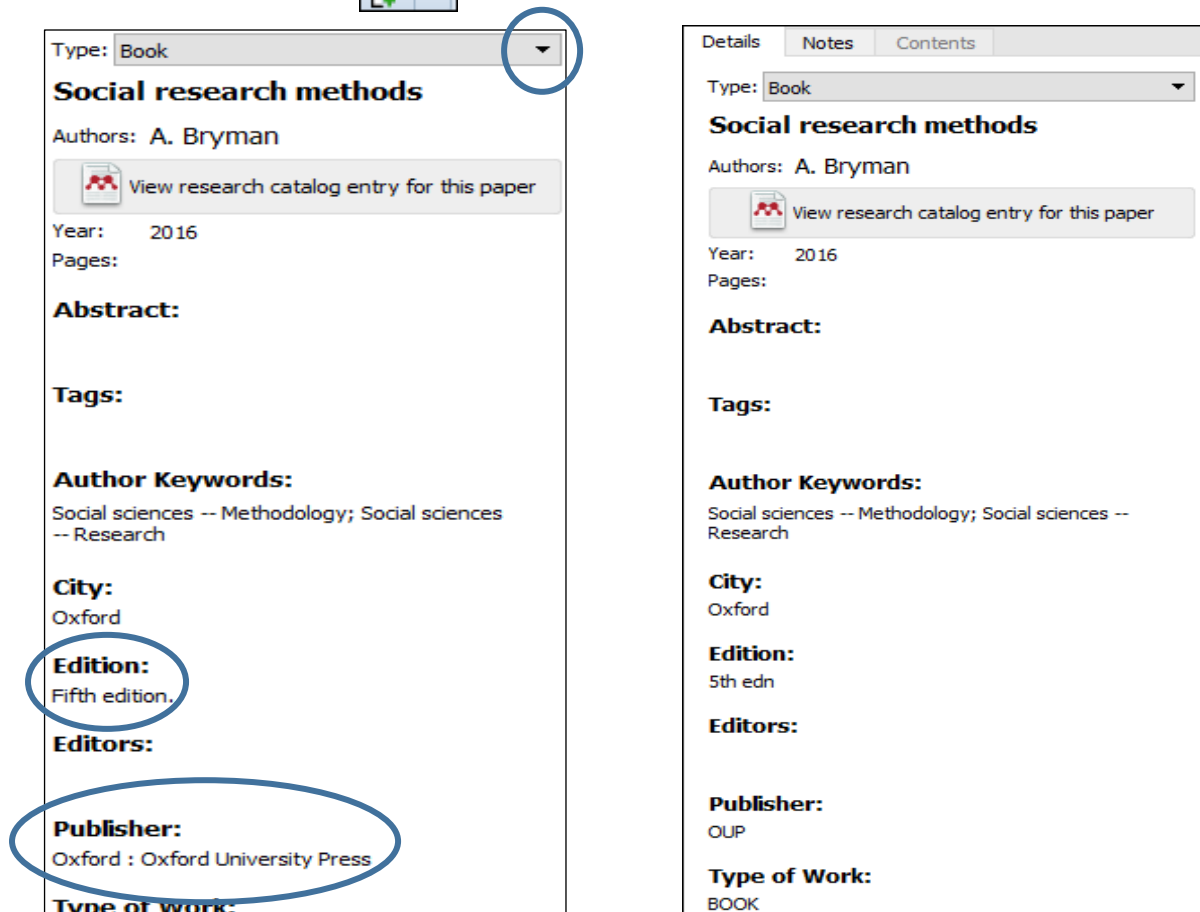 Type: Book
Social research methods
Authors: A. Bryman
View research catalog entry for this paper
Year: 2016
Pages:
Abstract:
Tags:
Author Keywords:
Social sciences -- Methodology; Social sciences
-- Research
City:
Oxford
Edition:
Fifth edition.
Editors:
Publisher:
Oxford : Oxford University Press
Type of Work:
Details Notes Contents
Type: Book
Social research methods
Authors: A. Bryman
View research catalog entry for this paper
Year: 2016
Pages:
Abstract:
Tags:
Author Keywords:
Social sciences -- Methodology; Social sciences --
Research
City:
Oxford
Edition:
5th edn
Editors:
Publisher:
OUP
Type of Work:
BOOK